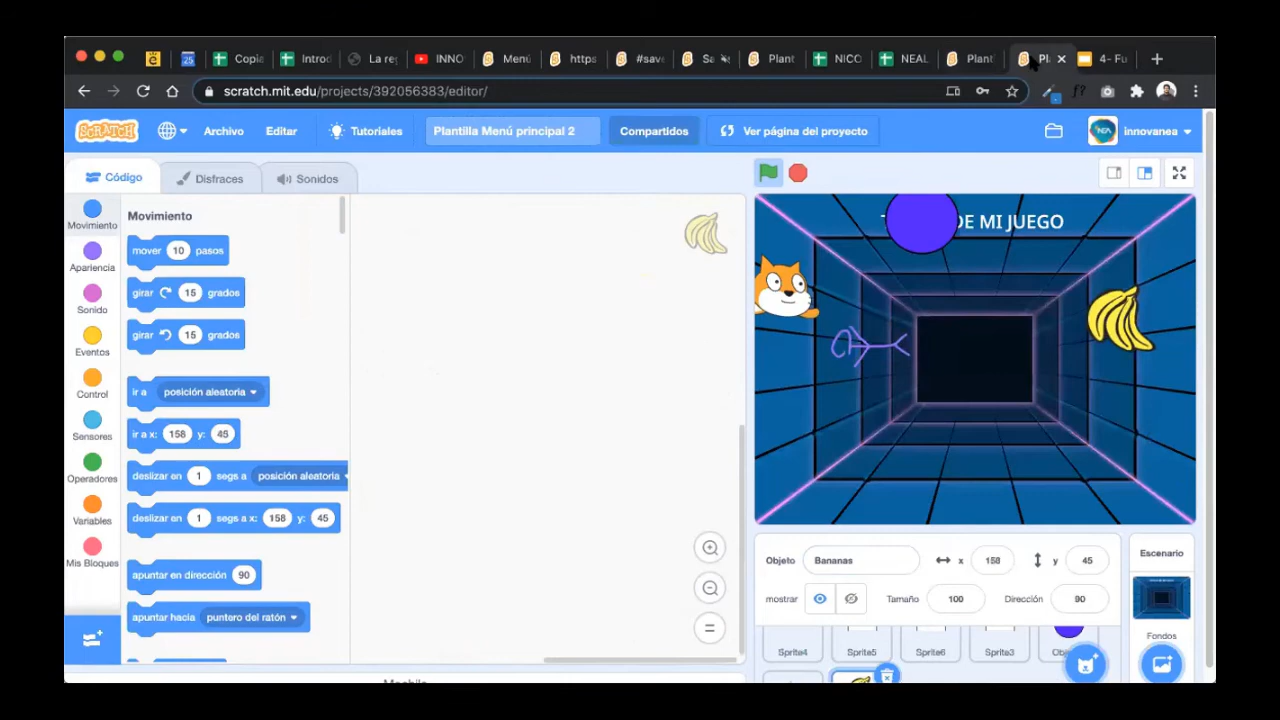 25
Copia
Introd
La reg
INNO
Menú
https
#save
Sa
Plant
NICO
NEAL
Plant
Pl
4- Fu
scratch.mit.edu/projects/392056383/editor/
f?
SCRATCH
Archivo
Editar
Tutoriales
Plantilla Menú principal 2
Compartidos
Ver página del proyecto
innovanea
Código
Disfraces
Sonidos
Movimiento
Apariencia
Sonido
Eventos
Control
Sensores
Operadores
Variables
Mis Bloques
Movimiento
mover 10 pasos
girar 15 grados
girar 15 grados
ir a posición aleatoria
ir a x: 158 y: 45
deslizar en 1 segs a posición aleatoria
deslizar en 1 segs a x: 158 y: 45
apuntar en dirección 90
apuntar hacia puntero del ratón
DE MI JUEGO
Objeto Bananas x 158 y 45
mostrar Tamaño 100 Dirección 90
Sprite4
Sprite5
Sprite6
Sprite3
Escenario
Fondos